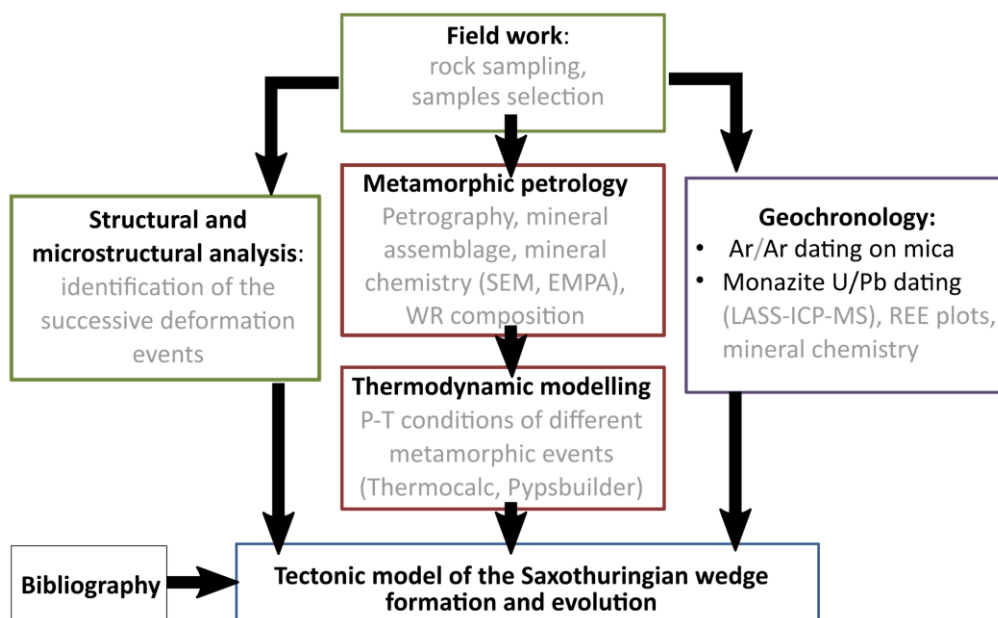 Field work:
rock sampling,
samples selection
Structural and
microstructural analysis:
identification of the
successive deformation
events
Metamorphic petrology
Petrography, mineral
assemblage, mineral
chemistry (SEM, EMPA),
WR composition
Geochronology:
• Ar/Ar dating on mica
• Monazite U/Pb dating
(LASS-ICP-MS), REE plots,
mineral chemistry
Thermodynamic modelling
P-T conditions of different
metamorphic events
(Thermocalc, Pypsbuilder)
Bibliography
Tectonic model of the Saxothuringian wedge
formation and evolution